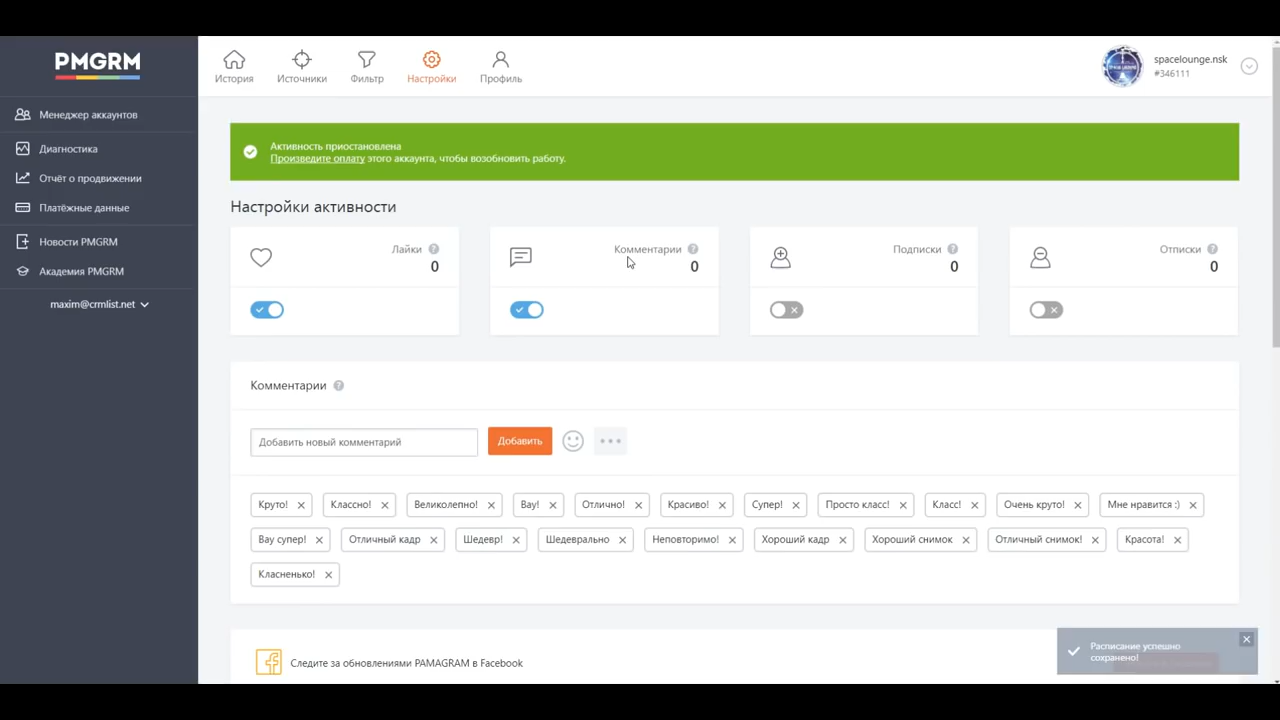 PMGRM
История
Источники
Фильтр
Настройки
Профиль
spacelounge.nsk
#346111
Менеджер аккаунтов
Диагностика
Отчёт о продвижении
Платёжные данные
Новости PMGRM
Академия PMGRM
maxim@crmlist.net
Активность приостановлена
Произведите оплату этого аккаунта, чтобы возобновить работу.
Настройки активности
Лайки ?
0
Комментарии ?
0
Подписки ?
0
Отписки ?
0
Комментарии ?
Добавить новый комментарий
Добавить
Круто! Классно! Великолепно! Вау! Отлично! Красиво! Супер! Просто класс! Класс! Очень круто! Мне нравится :)
Вау супер! Отличный кадр Шедевр! Шедеврально Неповторимо! Хороший кадр Хороший снимок Отличный снимок! Красота!
Класненько!
Следите за обновлениями PAMAGRAM в Facebook
Расписание успешно
сохранено!